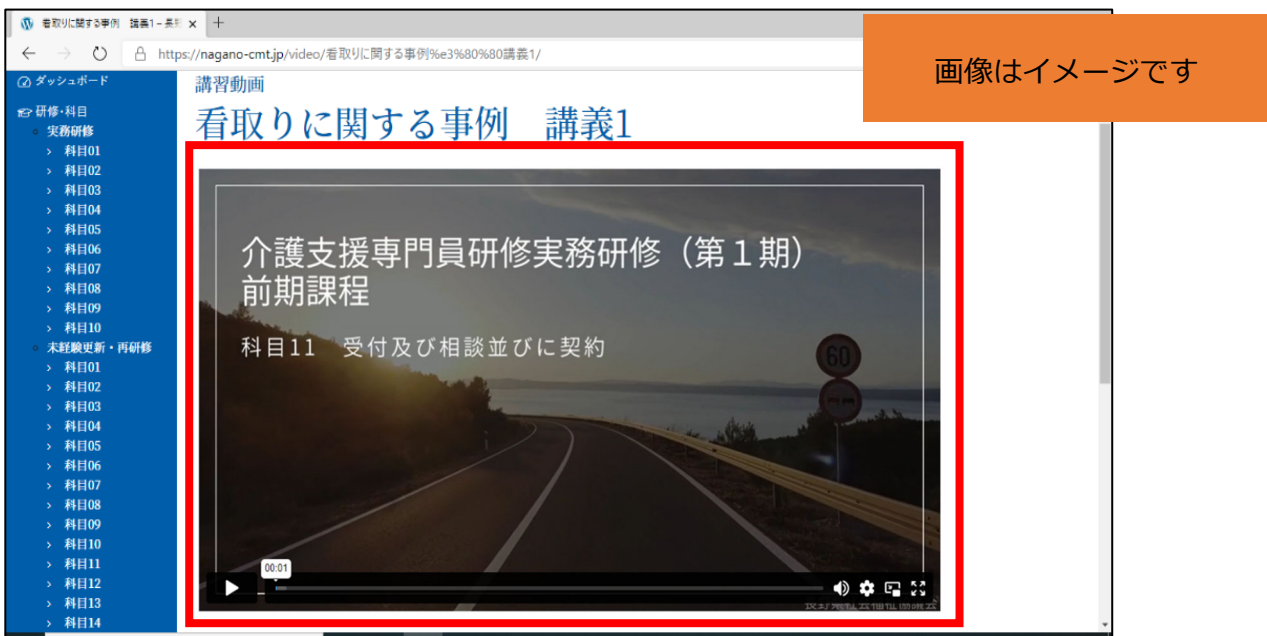 看取りに関する事例 講義1 – 長野
https://nagano-cmt.jp/video/看取りに関する事例%e3%80%80講義1/
画像はイメージです
ダッシュボード
研修・科目
実務研修
科目01
科目02
科目03
科目04
科目05
科目06
科目07
科目08
科目09
科目10
未経験更新・再研修
科目01
科目02
科目03
科目04
科目05
科目06
科目07
科目08
科目09
科目10
科目11
科目12
科目13
科目14
講習動画
看取りに関する事例 講義1
介護支援専門員研修実務研修（第１期）
前期課程
科目11 受付及び相談並びに契約
60
00:01
長野県社会福祉協議会